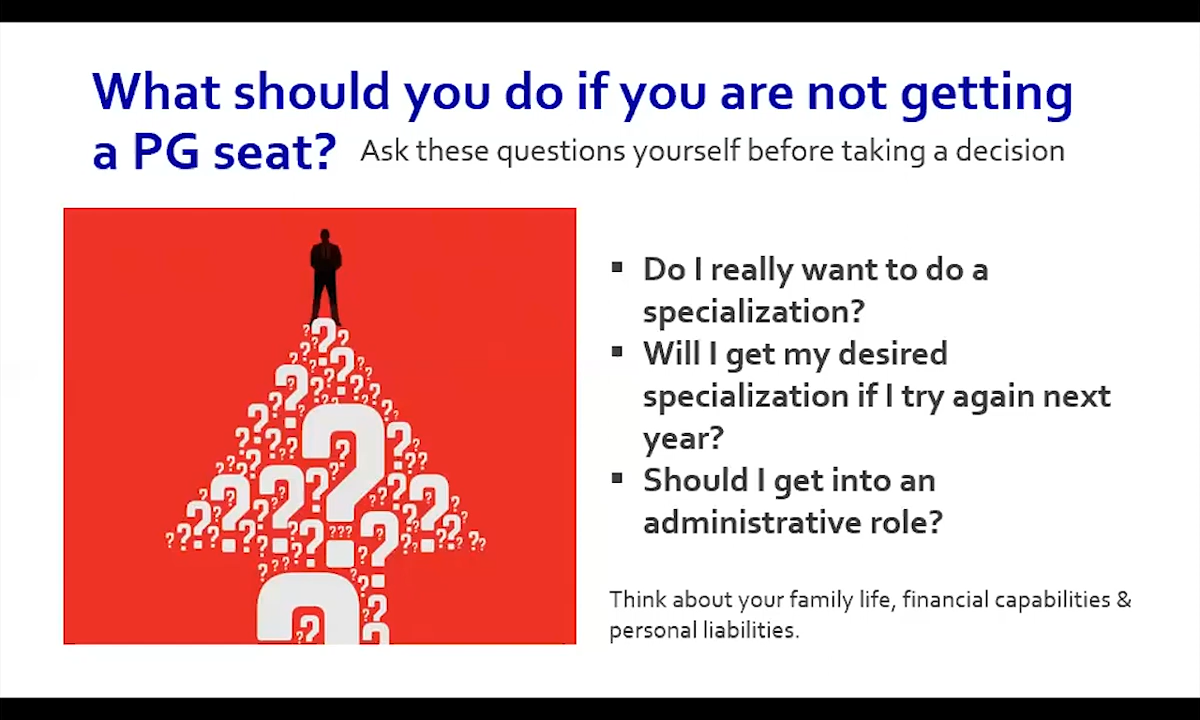 What should you do if you are not getting
a PG seat? Ask these questions yourself before taking a decision
▪ Do I really want to do a
specialization?
▪ Will I get my desired
specialization if I try again next
year?
▪ Should I get into an
administrative role?
Think about your family life, financial capabilities &
personal liabilities.